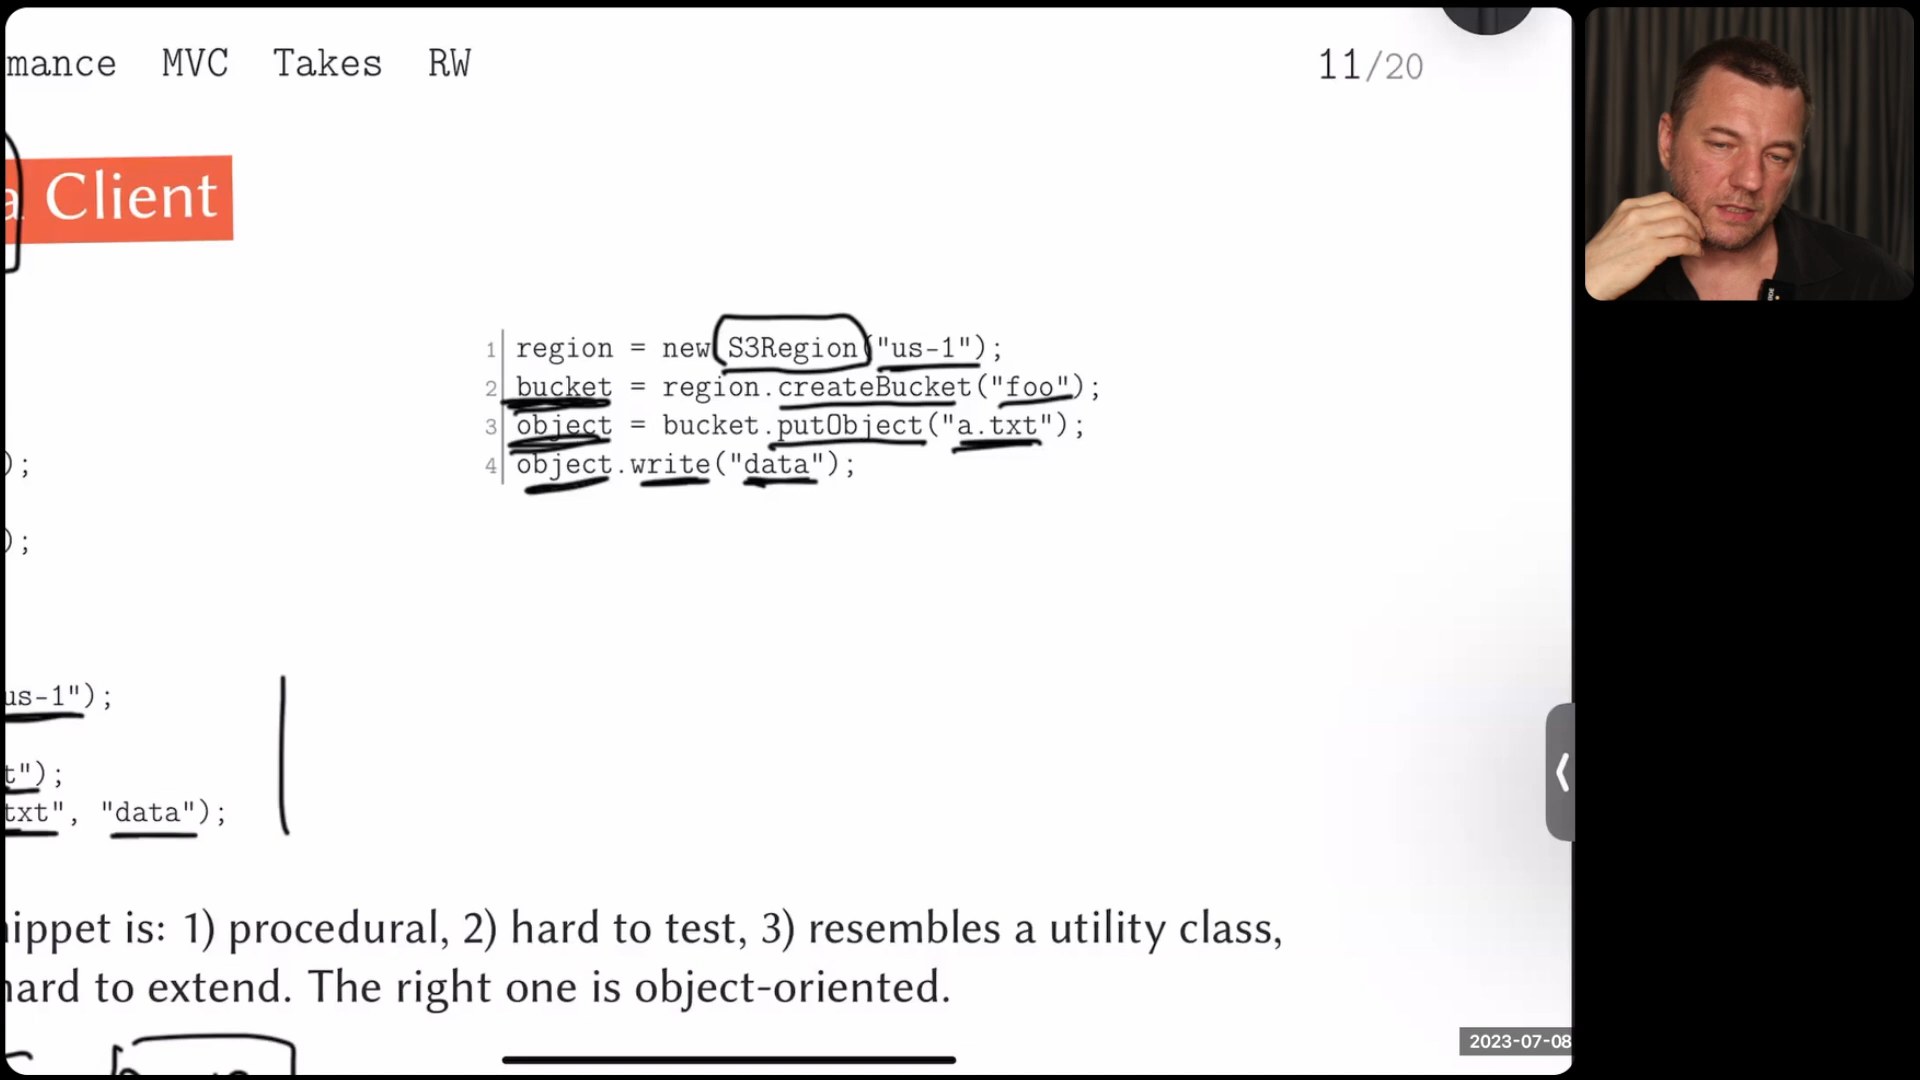 mance MVC Takes RW
11/20
a Client
1 region = new S3Region("us-1");
2 bucket = region.createBucket("foo");
3 object = bucket.putObject("a.txt");
4 object.write("data");
);
);
us-1");
t");
txt", "data");
ippet is: 1) procedural, 2) hard to test, 3) resembles a utility class,
hard to extend. The right one is object-oriented.
2023-07-08